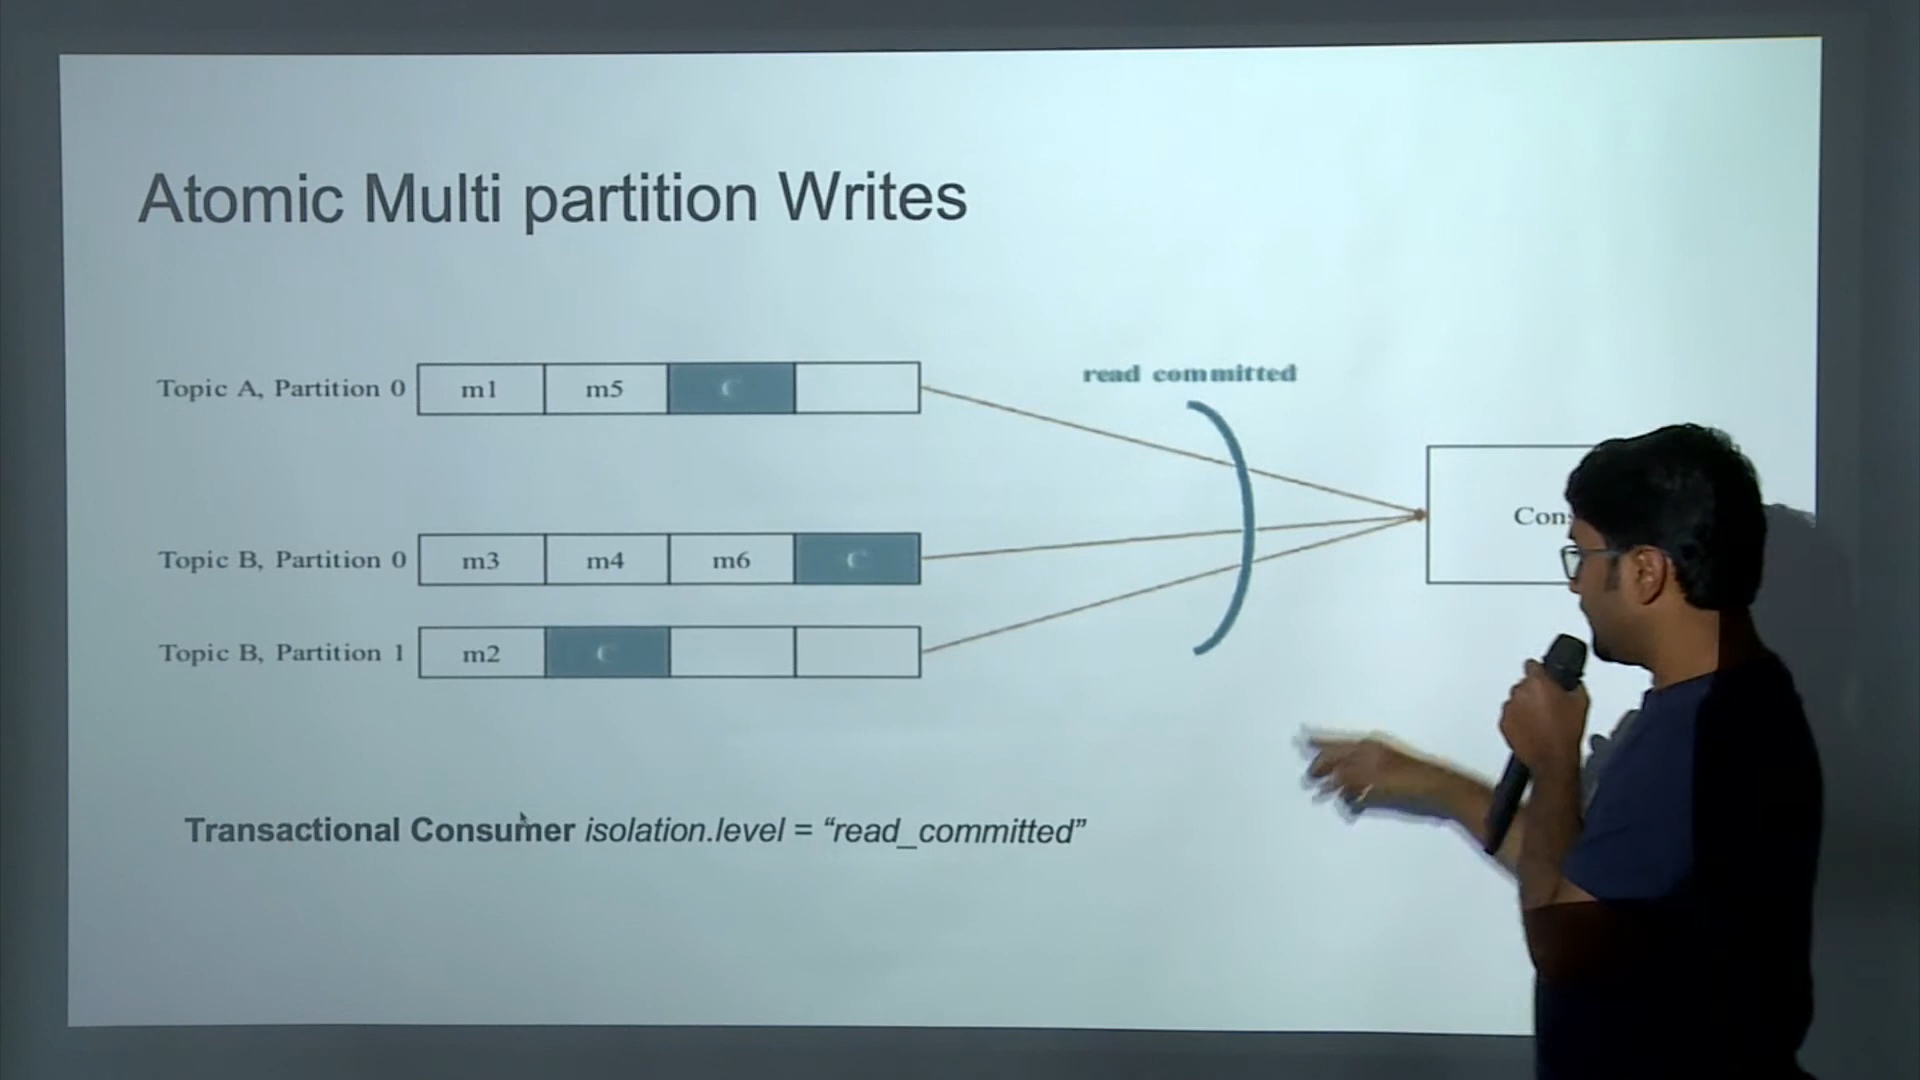 Atomic Multi partition Writes
read committed
Topic A, Partition 0 m1 m5 C
Topic B, Partition 0 m3 m4 m6 C
Topic B, Partition 1 m2 C
Transactional Consumer isolation.level = “read_committed”